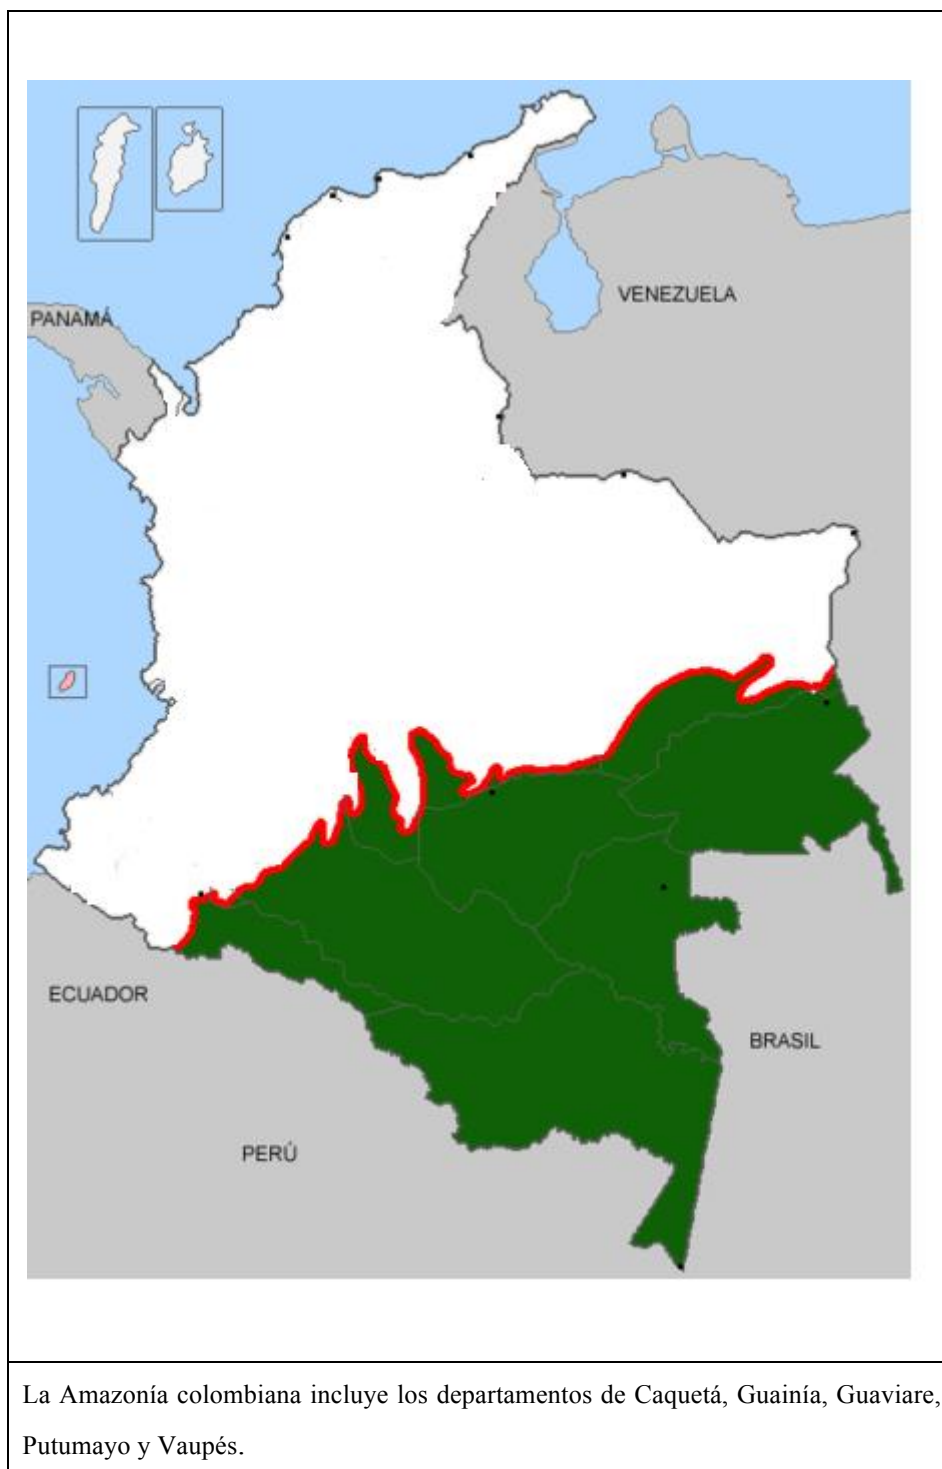 VENEZUELA
PANAMÁ
ECUADOR
BRASIL
PERÚ
La Amazonía colombiana incluye los departamentos de Caquetá, Guainía, Guaviare,
Putumayo y Vaupés.